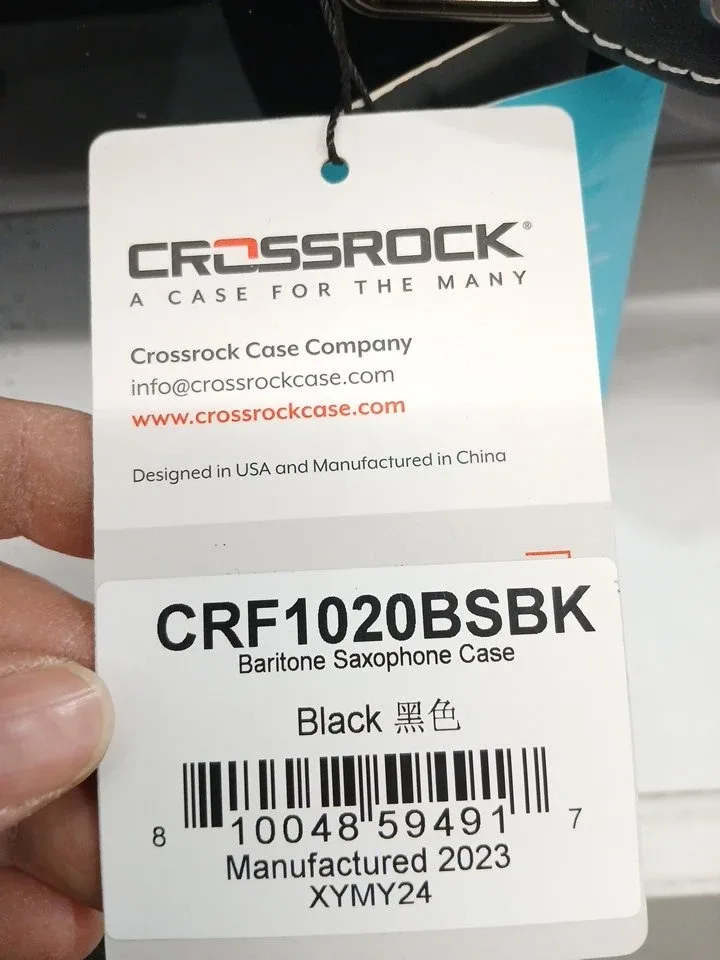 CROSSROCK®
A CASE FOR THE MANY
Crossrock Case Company
info@crossrockcase.com
www.crossrockcase.com
Designed in USA and Manufactured in China
CRF1020BSBK
Baritone Saxophone Case
Black 黑色
8 10048 59491 7
Manufactured 2023
XYMY24